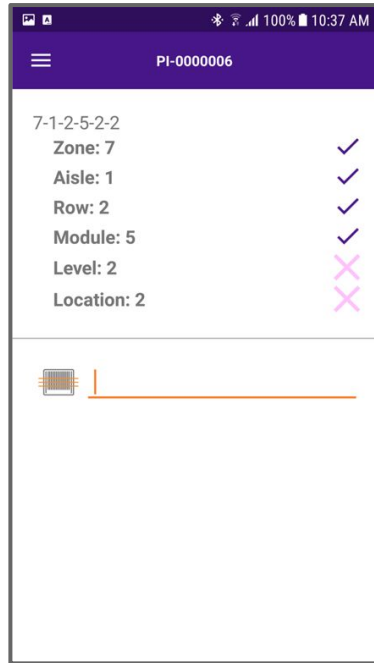 100% 10:37 AM
PI-0000006
7-1-2-5-2-2
Zone: 7
Aisle: 1
Row: 2
Module: 5
Level: 2
Location: 2